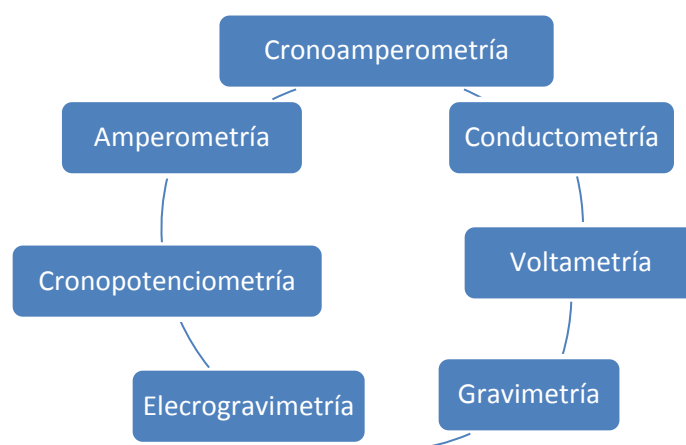 Cronoamperometría
Amperometría
Conductometría
Cronopotenciometría
Voltametría
Elecrogravimetría
Gravimetría